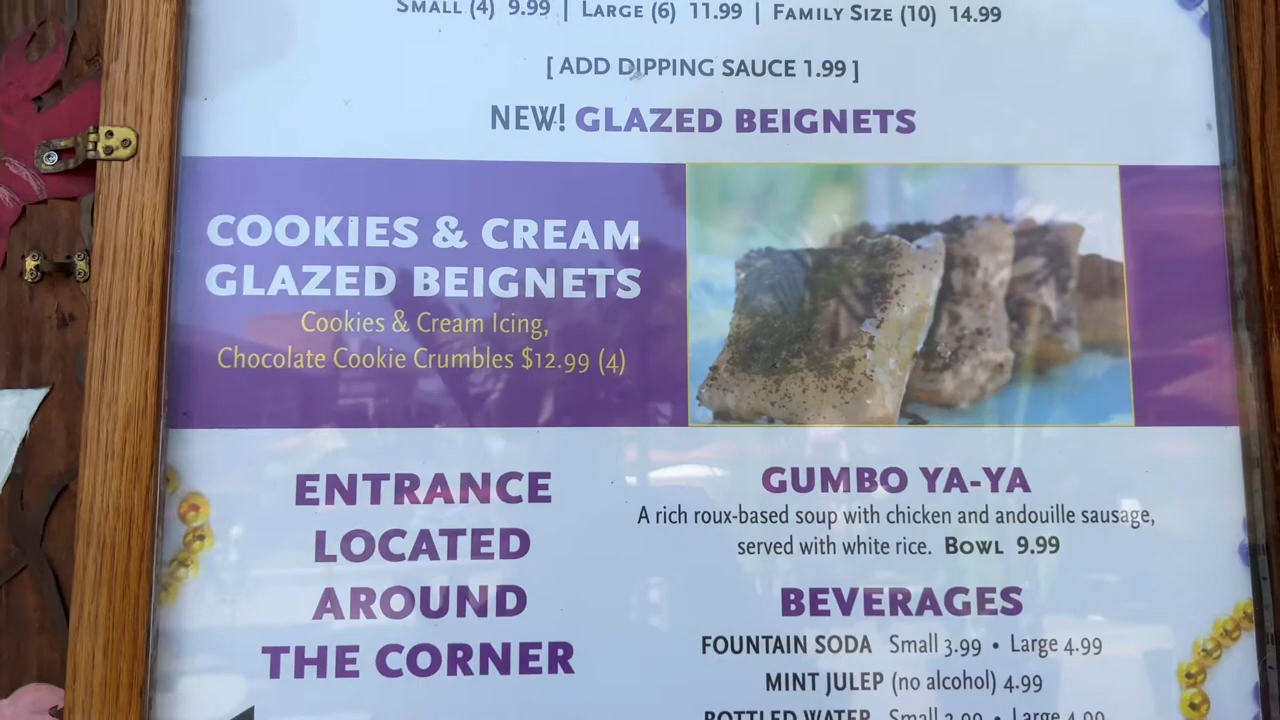 SMALL (4) 9.99 | LARGE (6) 11.99 | FAMILY SIZE (10) 14.99
[ ADD DIPPING SAUCE 1.99 ]
NEW! GLAZED BEIGNETS
COOKIES & CREAM
GLAZED BEIGNETS
Cookies & Cream Icing,
Chocolate Cookie Crumbles $12.99 (4)
ENTRANCE
LOCATED
AROUND
THE CORNER
GUMBO YA-YA
A rich roux-based soup with chicken and andouille sausage,
served with white rice. BOWL 9.99
BEVERAGES
FOUNTAIN SODA Small 3.99 • Large 4.99
MINT JULEP (no alcohol) 4.99
BOTTLED WATER Small 3.99 • Large 4.99